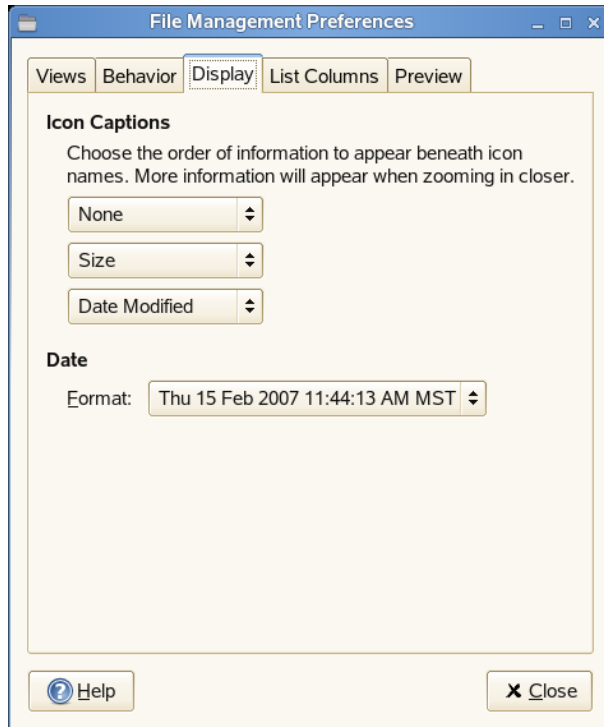 File Management Preferences
Views Behavior Display List Columns Preview
Icon Captions
Choose the order of information to appear beneath icon
names. More information will appear when zooming in closer.
None
Size
Date Modified
Date
Format: Thu 15 Feb 2007 11:44:13 AM MST
Help Close